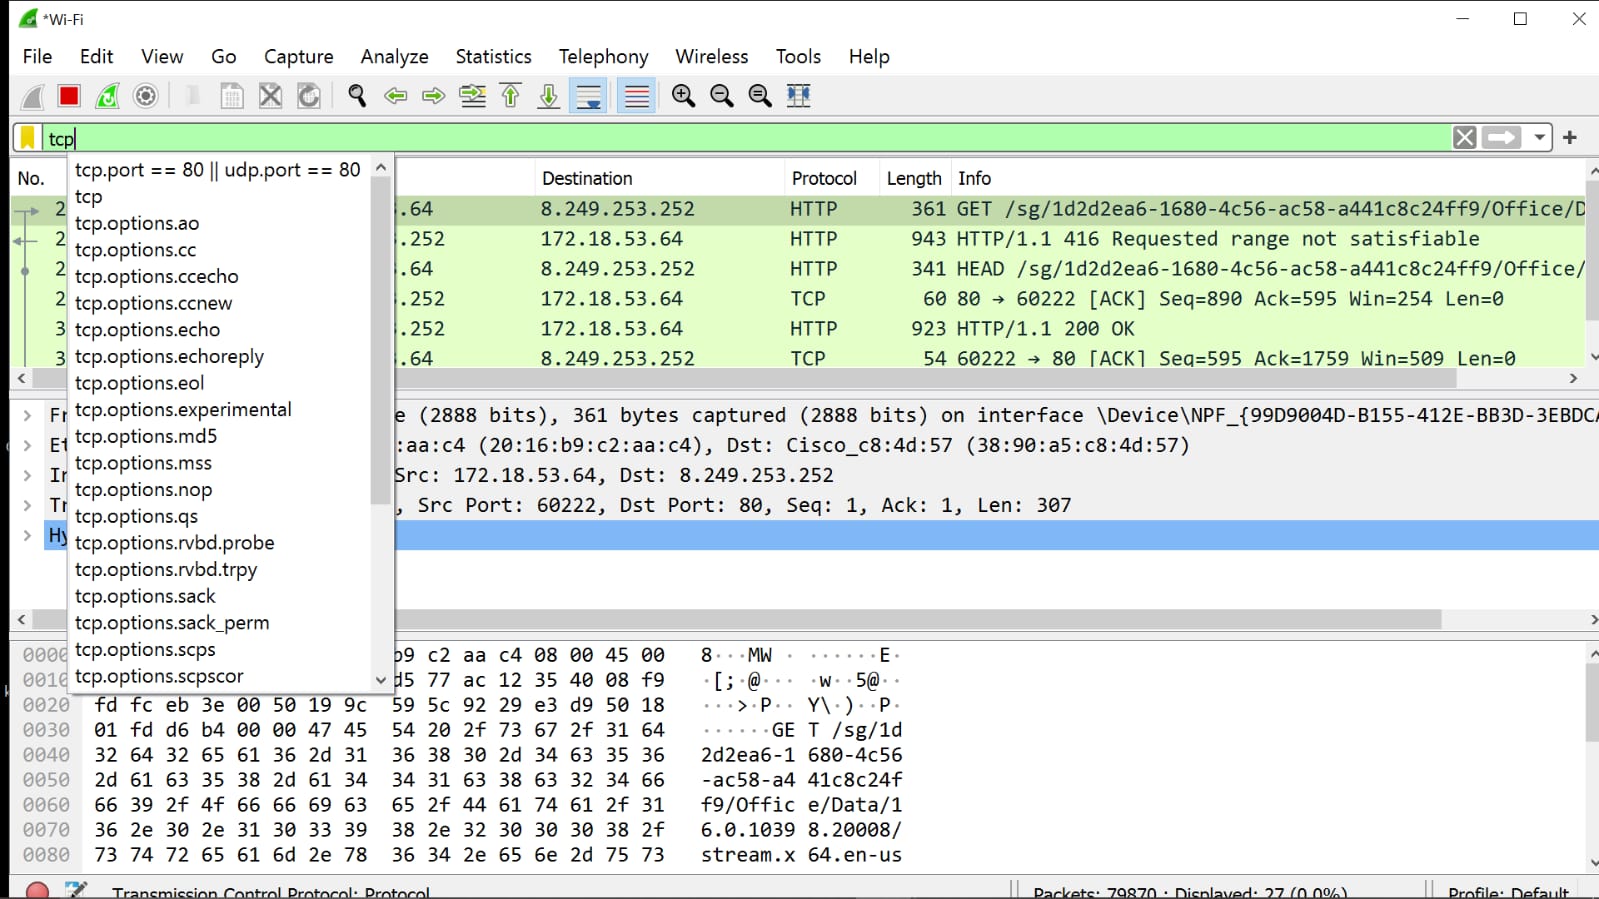 *Wi-Fi
File Edit View Go Capture Analyze Statistics Telephony Wireless Tools Help
tcp
tcp.port == 80 || udp.port == 80
tcp
tcp.options.ao
tcp.options.cc
tcp.options.ccecho
tcp.options.ccnew
tcp.options.echo
tcp.options.echoreply
tcp.options.eol
tcp.options.experimental
tcp.options.md5
tcp.options.mss
tcp.options.nop
tcp.options.qs
tcp.options.rvbd.probe
tcp.options.rvbd.trpy
tcp.options.sack
tcp.options.sack_perm
tcp.options.scps
tcp.options.scpscor
No. Destination Protocol Length Info
2 .64 8.249.253.252 HTTP 361 GET /sg/1d2d2ea6-1680-4c56-ac58-a441c8c24ff9/Office/D
2 .252 172.18.53.64 HTTP 943 HTTP/1.1 416 Requested range not satisfiable
2 .64 8.249.253.252 HTTP 341 HEAD /sg/1d2d2ea6-1680-4c56-ac58-a441c8c24ff9/Office/
2 .252 172.18.53.64 TCP 60 80 → 60222 [ACK] Seq=890 Ack=595 Win=254 Len=0
3 .252 172.18.53.64 HTTP 923 HTTP/1.1 200 OK
3 .64 8.249.253.252 TCP 54 60222 → 80 [ACK] Seq=595 Ack=1759 Win=509 Len=0
Fr e (2888 bits), 361 bytes captured (2888 bits) on interface \Device\NPF_{99D9004D-B155-412E-BB3D-3EBDCA
Et :aa:c4 (20:16:b9:c2:aa:c4), Dst: Cisco_c8:4d:57 (38:90:a5:c8:4d:57)
In Src: 172.18.53.64, Dst: 8.249.253.252
Tr , Src Port: 60222, Dst Port: 80, Seq: 1, Ack: 1, Len: 307
Hy
0000 b9 c2 aa c4 08 00 45 00 8···MW · ······E·
0010 d5 77 ac 12 35 40 08 f9 ·[;·@··· ·w··5@··
0020 fd fc eb 3e 00 50 19 9c 59 5c 92 29 e3 d9 50 18 ···>·P·· Y\·)··P·
0030 01 fd d6 b4 00 00 47 45 54 20 2f 73 67 2f 31 64 ······GE T /sg/1d
0040 32 64 32 65 61 36 2d 31 36 38 30 2d 34 63 35 36 2d2ea6-1 680-4c56
0050 2d 61 63 35 38 2d 61 34 34 31 63 38 63 32 34 66 -ac58-a4 41c8c24f
0060 66 39 2f 4f 66 66 69 63 65 2f 44 61 74 61 2f 31 f9/Offic e/Data/1
0070 36 2e 30 2e 31 30 33 39 38 2e 32 30 30 30 38 2f 6.0.1039 8.20008/
0080 73 74 72 65 61 6d 2e 78 36 34 2e 65 6e 2d 75 73 stream.x 64.en-us
Transmission Control Protocol: Protocol Packets: 79870 · Displayed: 27 (0.0%) Profile: Default